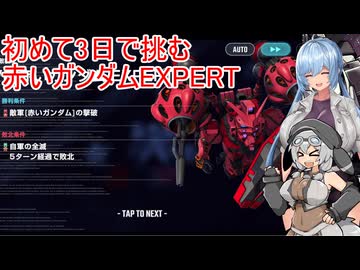 初めて3日で挑む
赤いガンダムEXPERT
AUTO
勝利条件
敵軍[赤いガンダム]の撃破
敗北条件
自軍の全滅
5ターン経過で敗北
- TAP TO NEXT -